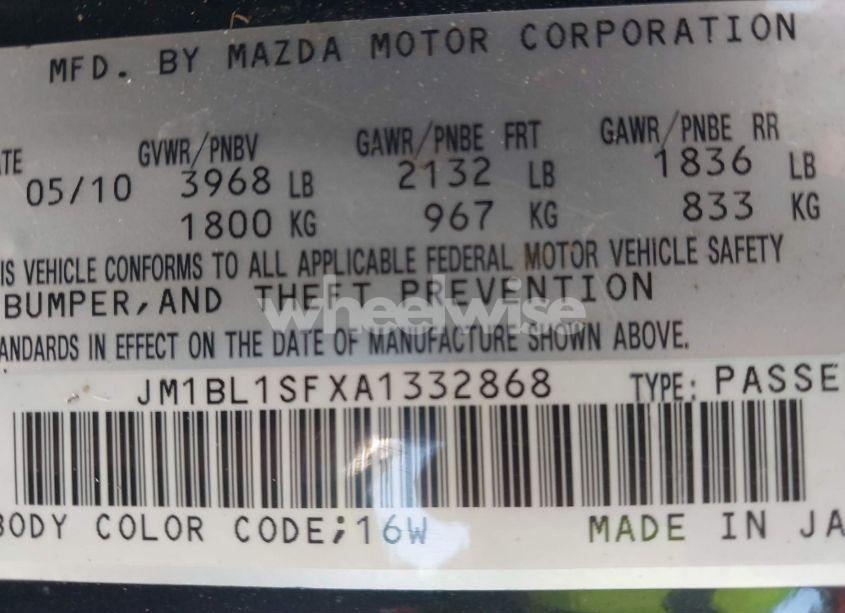 MFD. BY MAZDA MOTOR CORPORATION
GVWR/PNBV GAWR/PNBE FRT GAWR/PNBE RR
05/10 3968 LB 2132 LB 1836 LB
1800 KG 967 KG 833 KG
IS VEHICLE CONFORMS TO ALL APPLICABLE FEDERAL MOTOR VEHICLE SAFETY
BUMPER, AND THEFT PREVENTION
wheelwise
ANDARDS IN EFFECT ON THE DATE OF MANUFACTURE SHOWN ABOVE.
JM1BL1SFXA1332868 TYPE: PASSE
BODY COLOR CODE;16W MADE IN JA